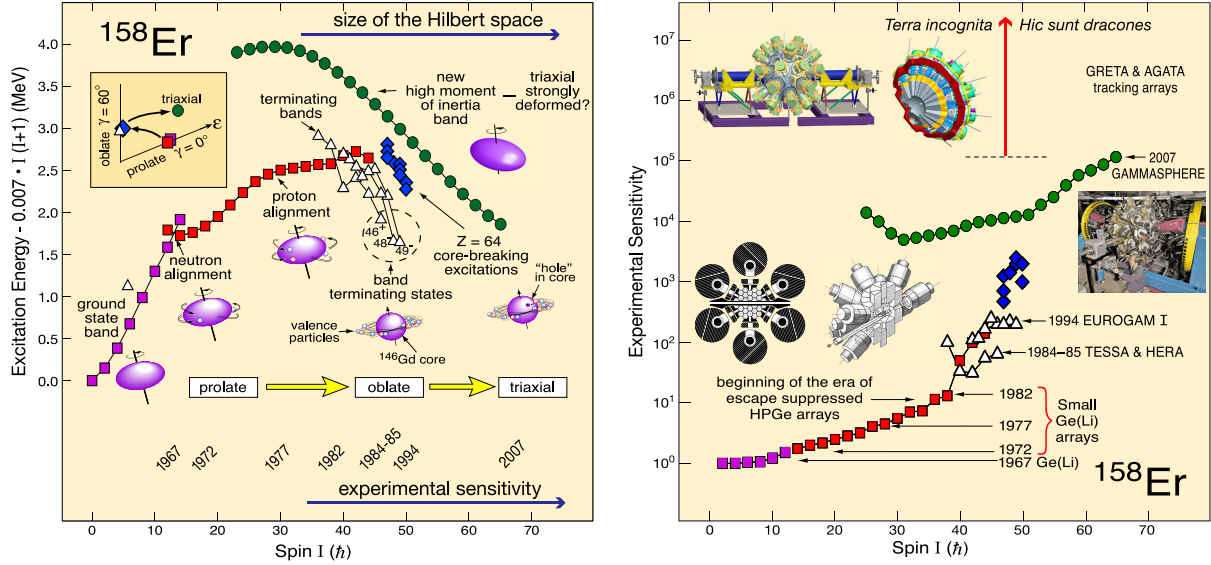 size of the Hilbert space
158Er
4.0
3.5
3.0
2.5
2.0
1.5
1.0
0.5
0.0
Excitation Energy - 0.007 • I (I+1) (MeV)
oblate γ = 60°
triaxial
ε
prolate γ = 0°
terminating
bands
new
high moment of
inertia
band
triaxial
strongly
deformed?
proton
alignment
neutron
alignment
ground
state
band
46+
48+
49-
Z = 64
core-breaking
excitations
band
terminating states
"hole"
in core
valence
particles
146Gd core
prolate
oblate
triaxial
1967
1972
1977
1982
1984-85
1994
2007
experimental sensitivity
0
10
20
30
40
50
60
70
Spin I (ℏ)
Terra incognita
Hic sunt dracones
GRETA & AGATA
tracking arrays
10^7
10^6
10^5
10^4
10^3
10^2
10^1
10^0
Experimental Sensitivity
2007
GAMMASPHERE
1994 EUROGAM I
1984-85 TESSA & HERA
beginning of the era of
escape suppressed
HPGe arrays
1982
1977
1972
1967 Ge(Li)
Small
Ge(Li)
arrays
158Er
0
10
20
30
40
50
60
70
Spin I (ℏ)